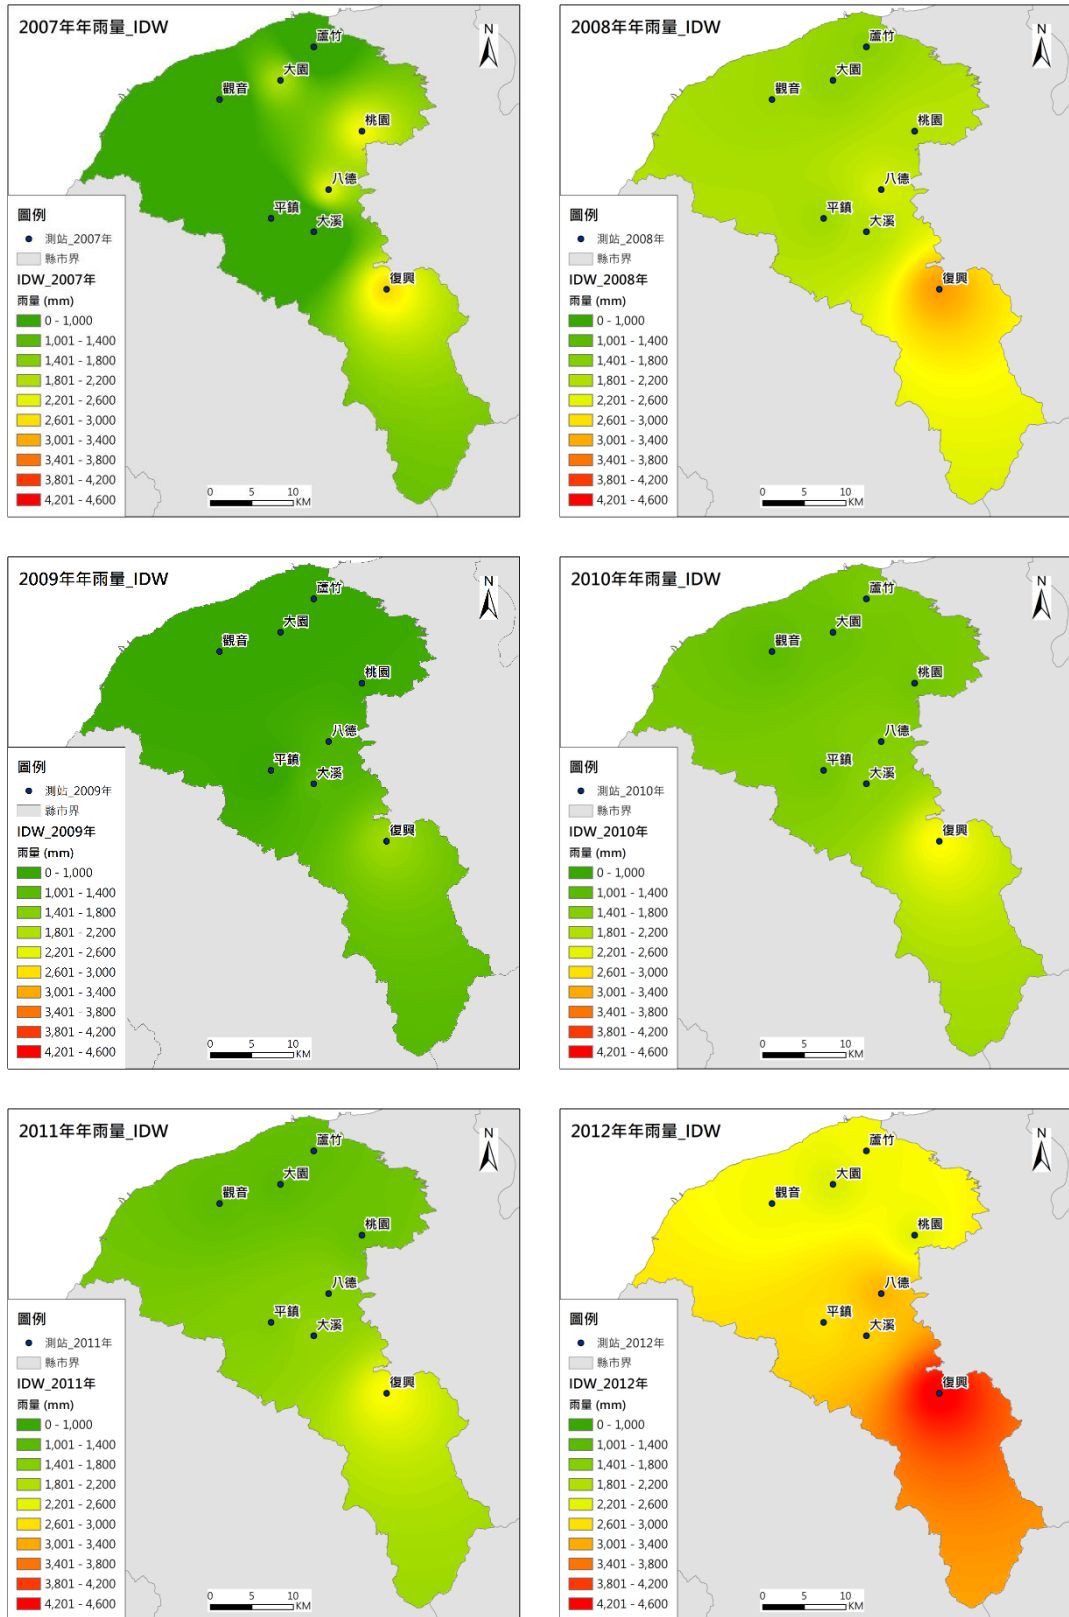 2007年年雨量_IDW
N
蘆竹
大園
觀音
桃園
八德
平鎮
大溪
復興
圖例
測站_2007年
縣市界
IDW_2007年
雨量 (mm)
0 - 1,000
1,001 - 1,400
1,401 - 1,800
1,801 - 2,200
2,201 - 2,600
2,601 - 3,000
3,001 - 3,400
3,401 - 3,800
3,801 - 4,200
4,201 - 4,600
0 5 10
KM
2008年年雨量_IDW
N
蘆竹
大園
觀音
桃園
八德
平鎮
大溪
復興
圖例
測站_2008年
縣市界
IDW_2008年
雨量 (mm)
0 - 1,000
1,001 - 1,400
1,401 - 1,800
1,801 - 2,200
2,201 - 2,600
2,601 - 3,000
3,001 - 3,400
3,401 - 3,800
3,801 - 4,200
4,201 - 4,600
0 5 10
KM
2009年年雨量_IDW
N
蘆竹
大園
觀音
桃園
八德
平鎮
大溪
復興
圖例
測站_2009年
縣市界
IDW_2009年
雨量 (mm)
0 - 1,000
1,001 - 1,400
1,401 - 1,800
1,801 - 2,200
2,201 - 2,600
2,601 - 3,000
3,001 - 3,400
3,401 - 3,800
3,801 - 4,200
4,201 - 4,600
0 5 10
KM
2010年年雨量_IDW
N
蘆竹
大園
觀音
桃園
八德
平鎮
大溪
復興
圖例
測站_2010年
縣市界
IDW_2010年
雨量 (mm)
0 - 1,000
1,001 - 1,400
1,401 - 1,800
1,801 - 2,200
2,201 - 2,600
2,601 - 3,000
3,001 - 3,400
3,401 - 3,800
3,801 - 4,200
4,201 - 4,600
0 5 10
KM
2011年年雨量_IDW
N
蘆竹
大園
觀音
桃園
八德
平鎮
大溪
復興
圖例
測站_2011年
縣市界
IDW_2011年
雨量 (mm)
0 - 1,000
1,001 - 1,400
1,401 - 1,800
1,801 - 2,200
2,201 - 2,600
2,601 - 3,000
3,001 - 3,400
3,401 - 3,800
3,801 - 4,200
4,201 - 4,600
0 5 10
KM
2012年年雨量_IDW
N
蘆竹
大園
觀音
桃園
八德
平鎮
大溪
復興
圖例
測站_2012年
縣市界
IDW_2012年
雨量 (mm)
0 - 1,000
1,001 - 1,400
1,401 - 1,800
1,801 - 2,200
2,201 - 2,600
2,601 - 3,000
3,001 - 3,400
3,401 - 3,800
3,801 - 4,200
4,201 - 4,600
0 5 10
KM